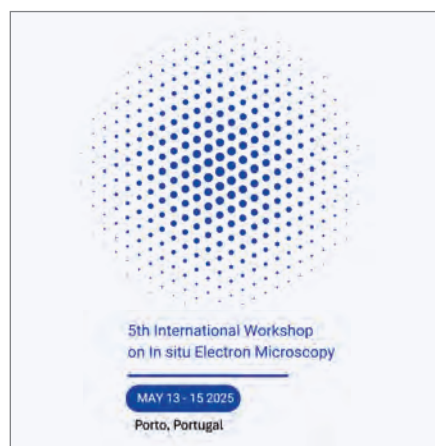 5th International Workshop
on In situ Electron Microscopy
MAY 13 - 15 2025
Porto, Portugal